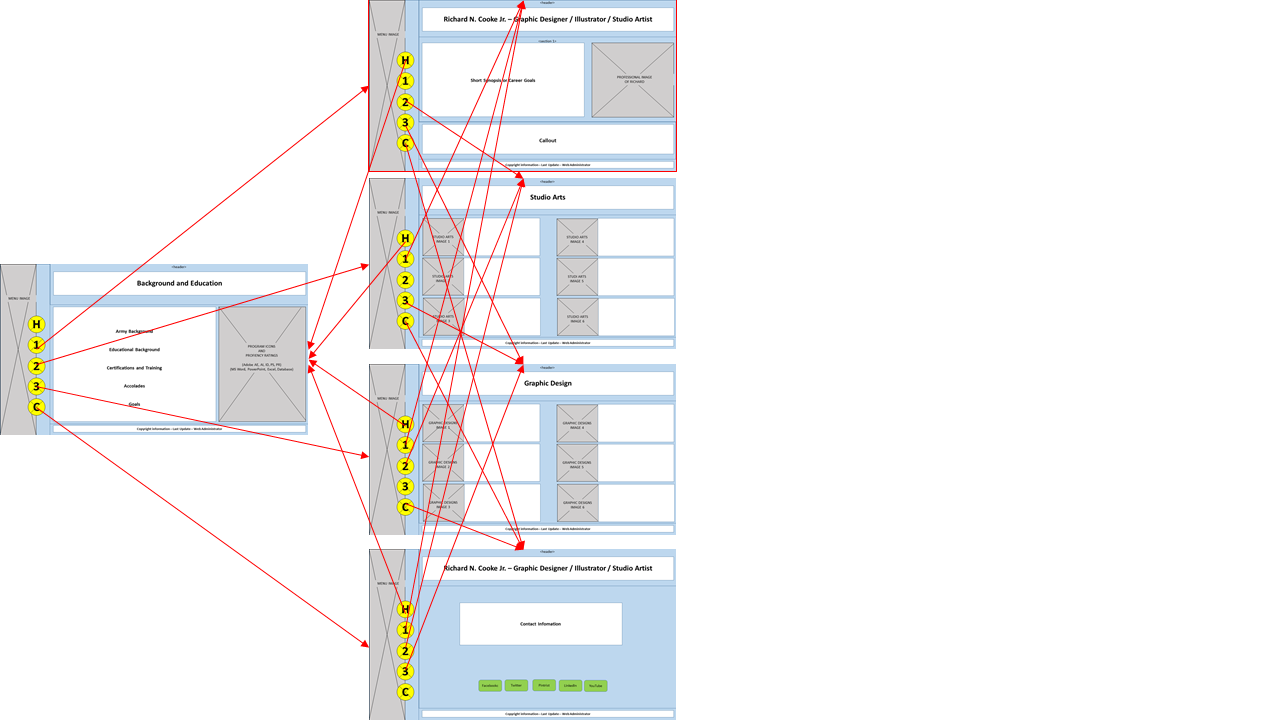 <header>
Background and Education
MENU IMAGE
H
1
2
3
C
Army Background
Educational Background
Certifications and Training
Accolades
Goals
PROGRAM ICONS
AND
PROFICIENCY RATINGS
(Adobe AE, AI, ID, PS, PR)
(MS Word, PowerPoint, Excel, Database)
Copyright Information – Last Update – Web Administrator
<header>
Richard N. Cooke Jr. – Graphic Designer / Illustrator / Studio Artist
MENU IMAGE
H
1
2
3
C
<section 1>
Short Synopsis or Career Goals
PROFESSIONAL IMAGE
OF RICHARD
Callout
Copyright Information – Last Update – Web Administrator
<header>
Studio Arts
MENU IMAGE
H
1
2
3
C
STUDIO ARTS
IMAGE 1
STUDIO ARTS
IMAGE 2
STUDIO ARTS
IMAGE 3
STUDIO ARTS
IMAGE 4
STUDIO ARTS
IMAGE 5
STUDIO ARTS
IMAGE 6
Copyright Information – Last Update – Web Administrator
<header>
Graphic Design
MENU IMAGE
H
1
2
3
C
GRAPHIC DESIGNS
IMAGE 1
GRAPHIC DESIGNS
IMAGE 2
GRAPHIC DESIGNS
IMAGE 3
GRAPHIC DESIGNS
IMAGE 4
GRAPHIC DESIGNS
IMAGE 5
GRAPHIC DESIGNS
IMAGE 6
Copyright Information – Last Update – Web Administrator
<header>
Richard N. Cooke Jr. – Graphic Designer / Illustrator / Studio Artist
MENU IMAGE
H
1
2
3
C
Contact Infomation
Facebooks
Twitter
Pinterest
LinkedIn
YouTube
Copyright Information – Last Update – Web Administrator